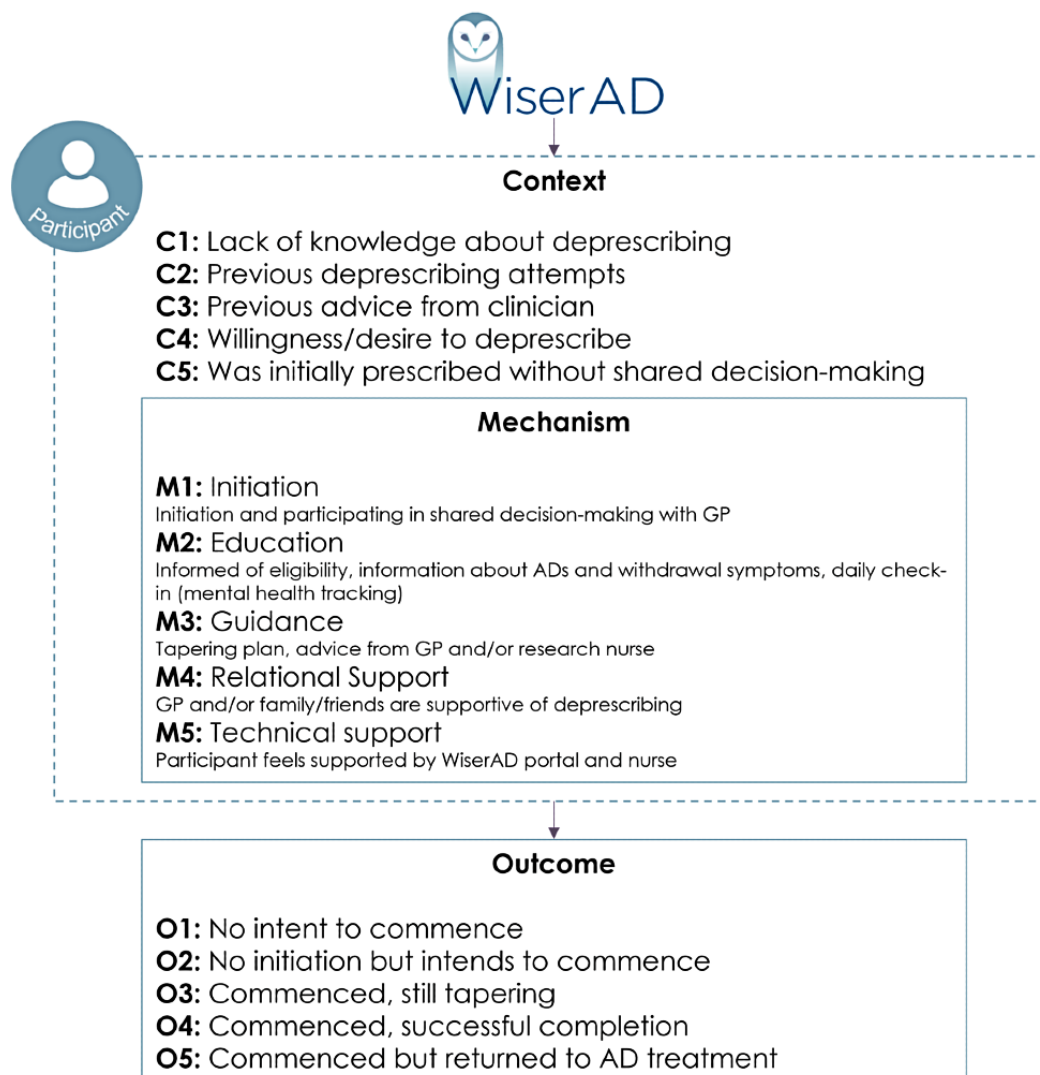 WiserAD
Participant
Context
C1: Lack of knowledge about deprescribing
C2: Previous deprescribing attempts
C3: Previous advice from clinician
C4: Willingness/desire to deprescribe
C5: Was initially prescribed without shared decision-making
Mechanism
M1: Initiation
Initiation and participating in shared decision-making with GP
M2: Education
Informed of eligibility, information about ADs and withdrawal symptoms, daily check-
in (mental health tracking)
M3: Guidance
Tapering plan, advice from GP and/or research nurse
M4: Relational Support
GP and/or family/friends are supportive of deprescribing
M5: Technical support
Participant feels supported by WiserAD portal and nurse
Outcome
O1: No intent to commence
O2: No initiation but intends to commence
O3: Commenced, still tapering
O4: Commenced, successful completion
O5: Commenced but returned to AD treatment